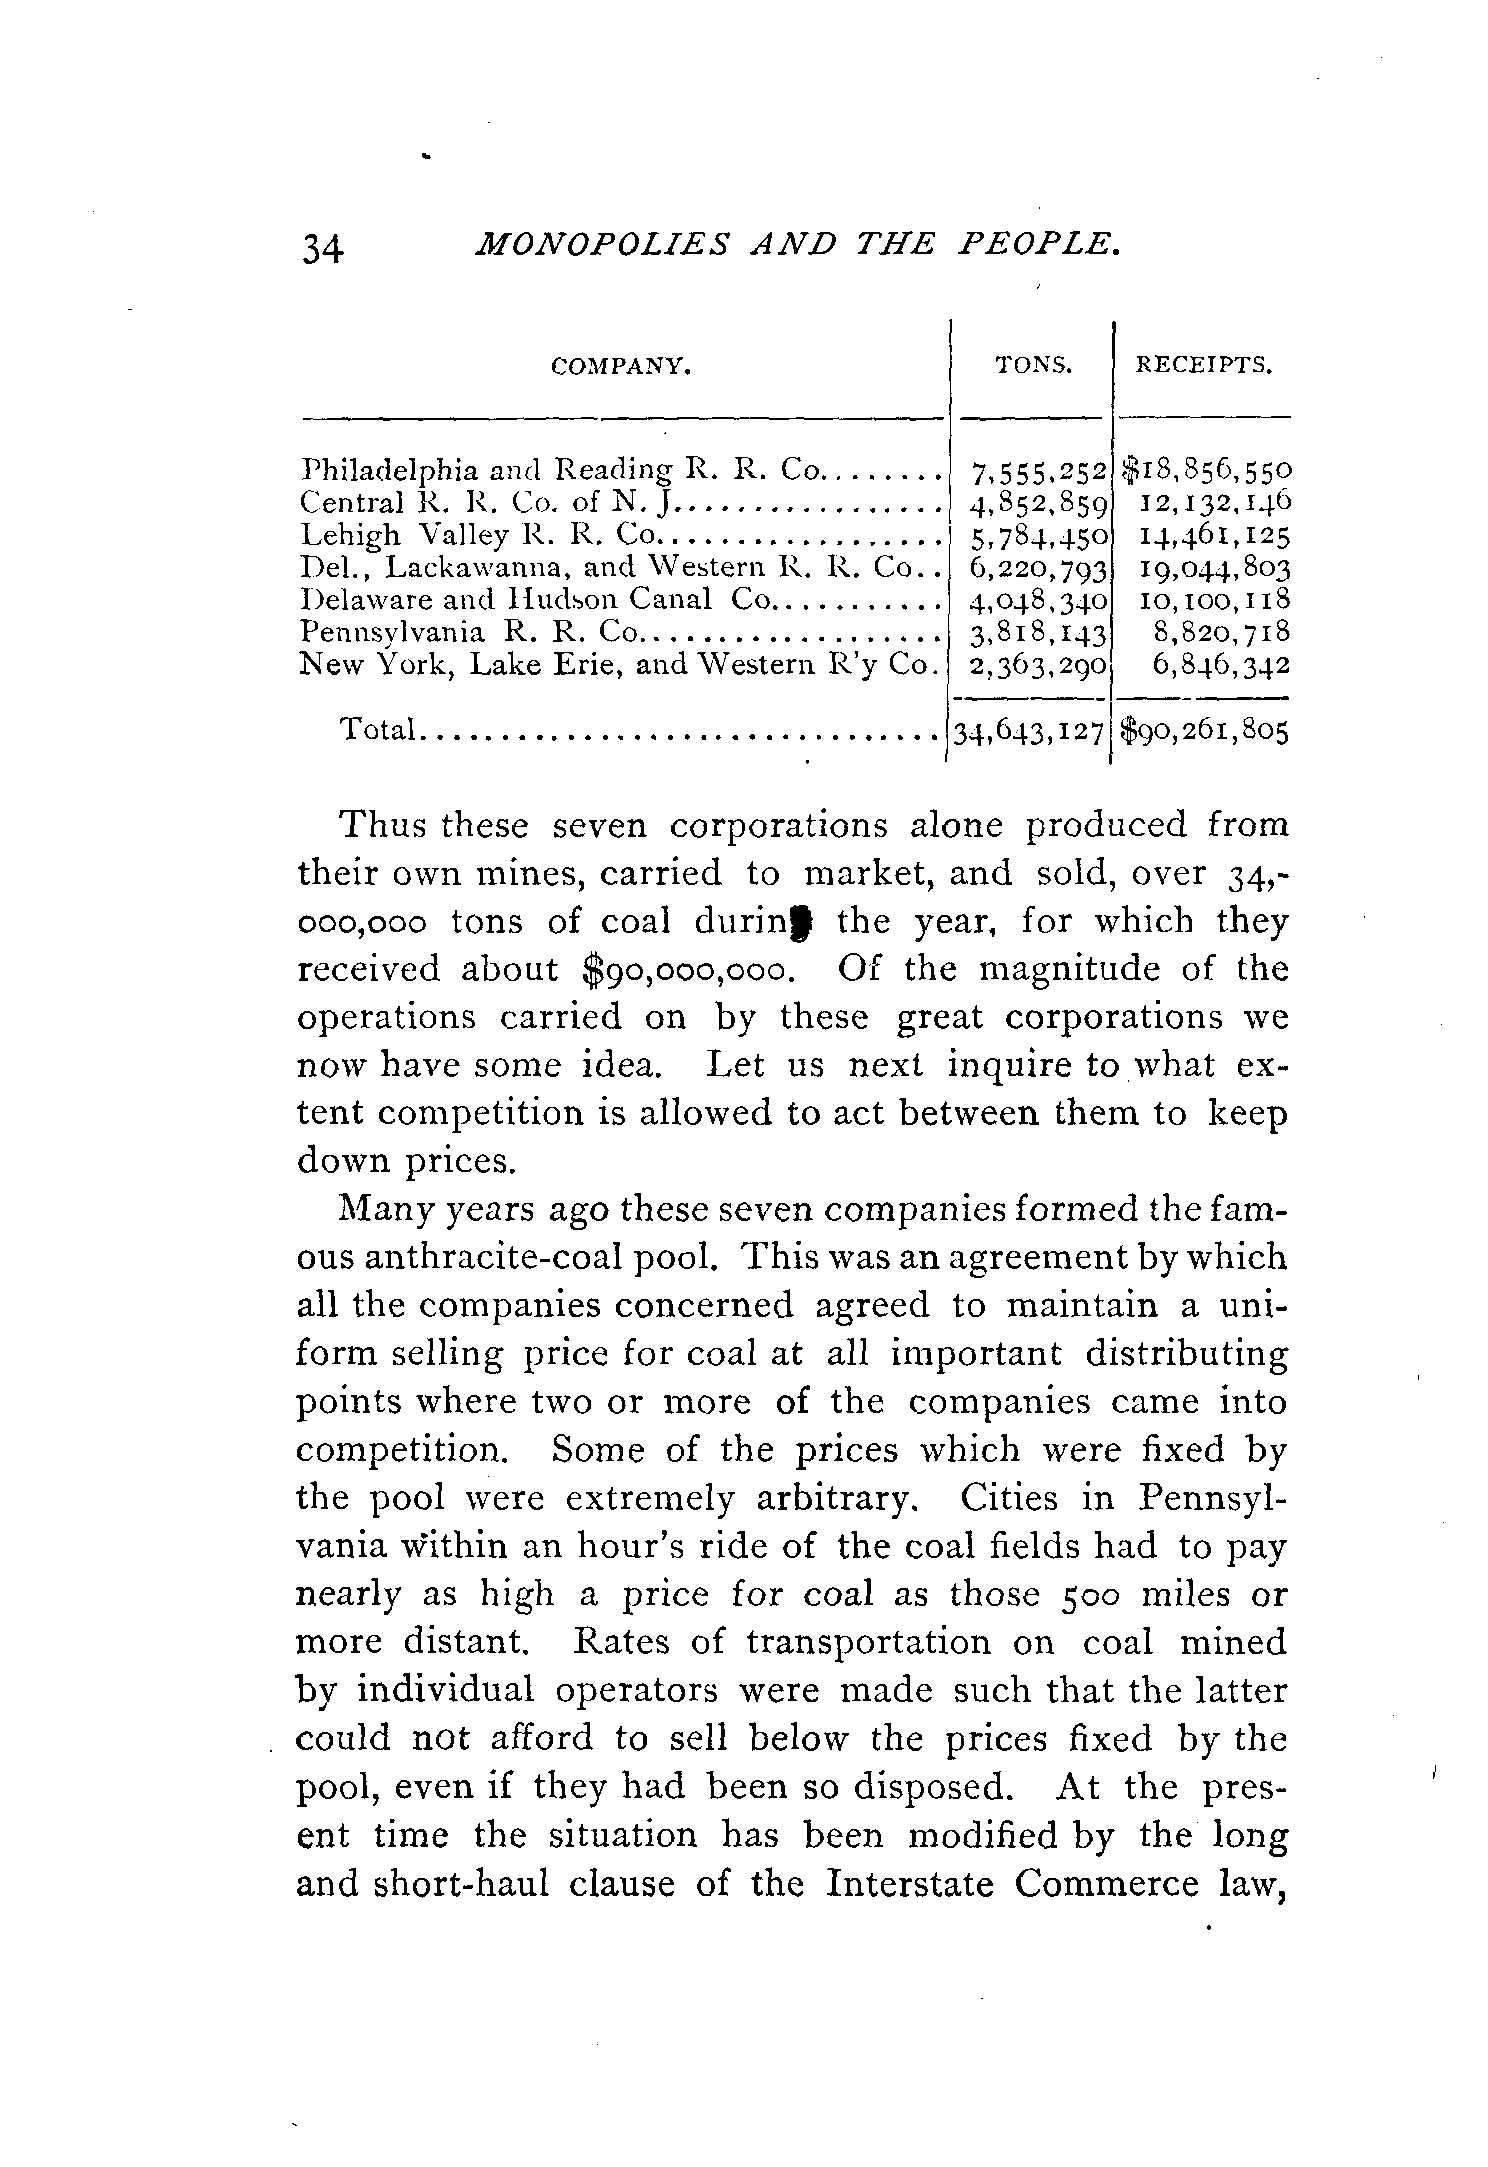 34 MONOPOLIES AND THE PEOPLE.
COMPANY. TONS. RECEIPTS.
Philadelphia and Reading R. R. Co........ 7,555,252 $18,856,550
Central R. R. Co. of N. J................. 4,852,859 12,132,146
Lehigh Valley R. R. Co.................. 5,784,450 14,461,125
Del., Lackawanna, and Western R. R. Co.. 6,220,793 19,044,803
Delaware and Hudson Canal Co........... 4,048,340 10,100,118
Pennsylvania R. R. Co................... 3,818,143 8,820,718
New York, Lake Erie, and Western R'y Co. 2,363,290 6,846,342
Total................................ 34,643,127 $90,261,805
Thus these seven corporations alone produced from
their own mines, carried to market, and sold, over 34,-
000,000 tons of coal during the year, for which they
received about $90,000,000. Of the magnitude of the
operations carried on by these great corporations we
now have some idea. Let us next inquire to what ex-
tent competition is allowed to act between them to keep
down prices.
Many years ago these seven companies formed the fam-
ous anthracite-coal pool. This was an agreement by which
all the companies concerned agreed to maintain a uni-
form selling price for coal at all important distributing
points where two or more of the companies came into
competition. Some of the prices which were fixed by
the pool were extremely arbitrary. Cities in Pennsyl-
vania within an hour's ride of the coal fields had to pay
nearly as high a price for coal as those 500 miles or
more distant. Rates of transportation on coal mined
by individual operators were made such that the latter
could not afford to sell below the prices fixed by the
pool, even if they had been so disposed. At the pres-
ent time the situation has been modified by the long
and short-haul clause of the Interstate Commerce law,